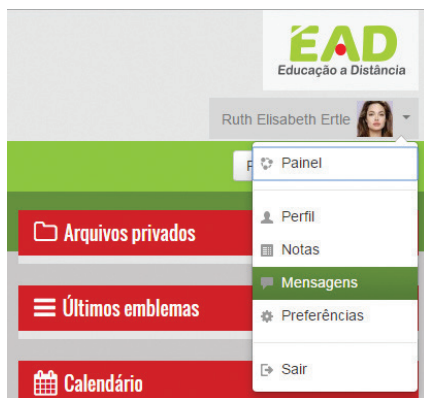 EAD
Educação a Distância
Ruth Elisabeth Ertle
Painel
Perfil
Arquivos privados
Notas
Mensagens
Últimos emblemas
Preferências
Sair
Calendário